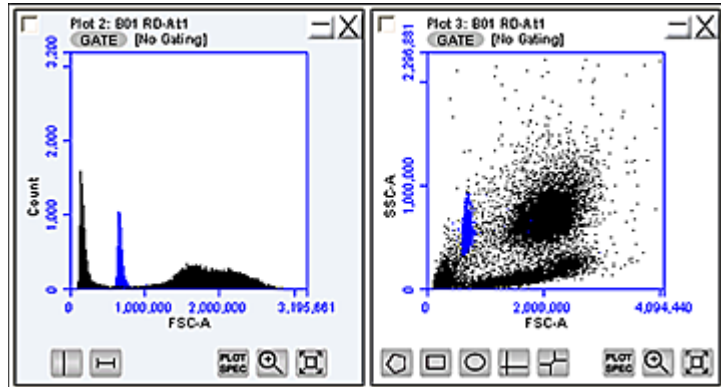 Plot 2: B01 RD-At1
GATE [No Gating]
3,200
2,000
1,000
0
Count
0
1,000,000
2,000,000
3,195,661
FSC-A
PLOT SPEC
Plot 3: B01 RD-At1
GATE [No Gating]
2,296,881
1,000,000
0
SSC-A
0
2,000,000
4,094,440
FSC-A
PLOT SPEC